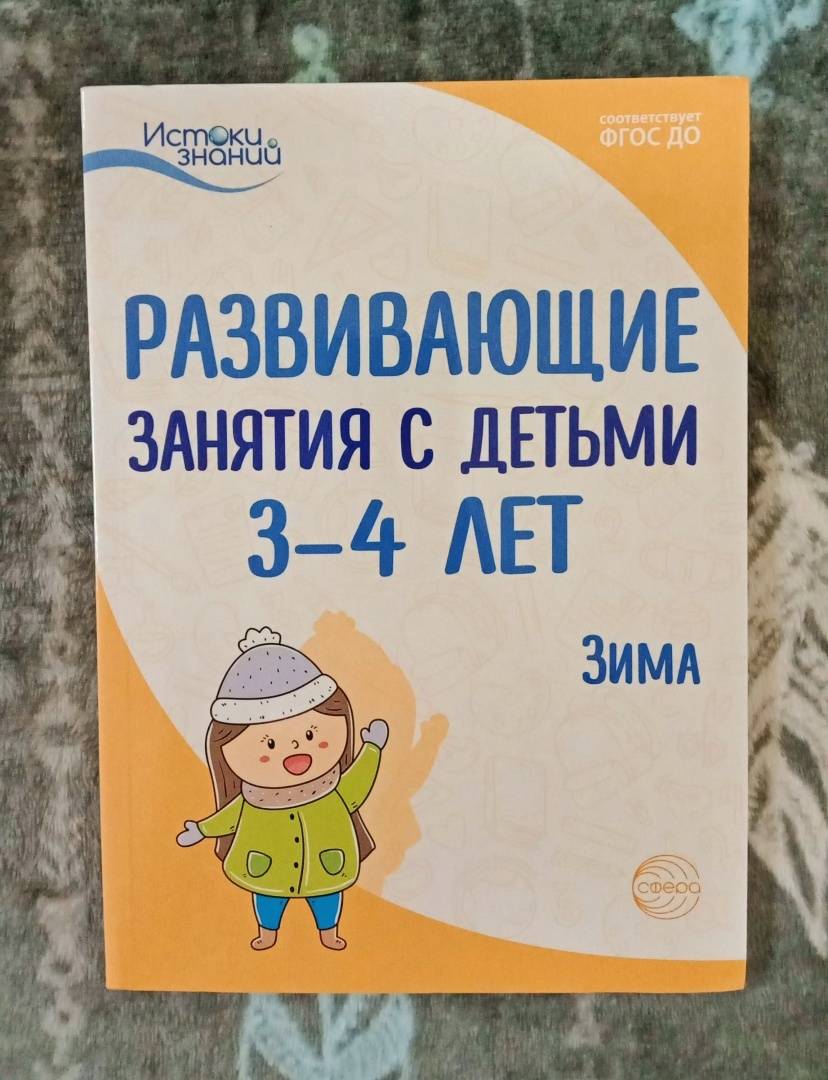 Истоки
знаний
соответствует
ФГОС ДО
РАЗВИВАЮЩИЕ
ЗАНЯТИЯ С ДЕТЬМИ
3–4 ЛЕТ
ЗИМА
сфера